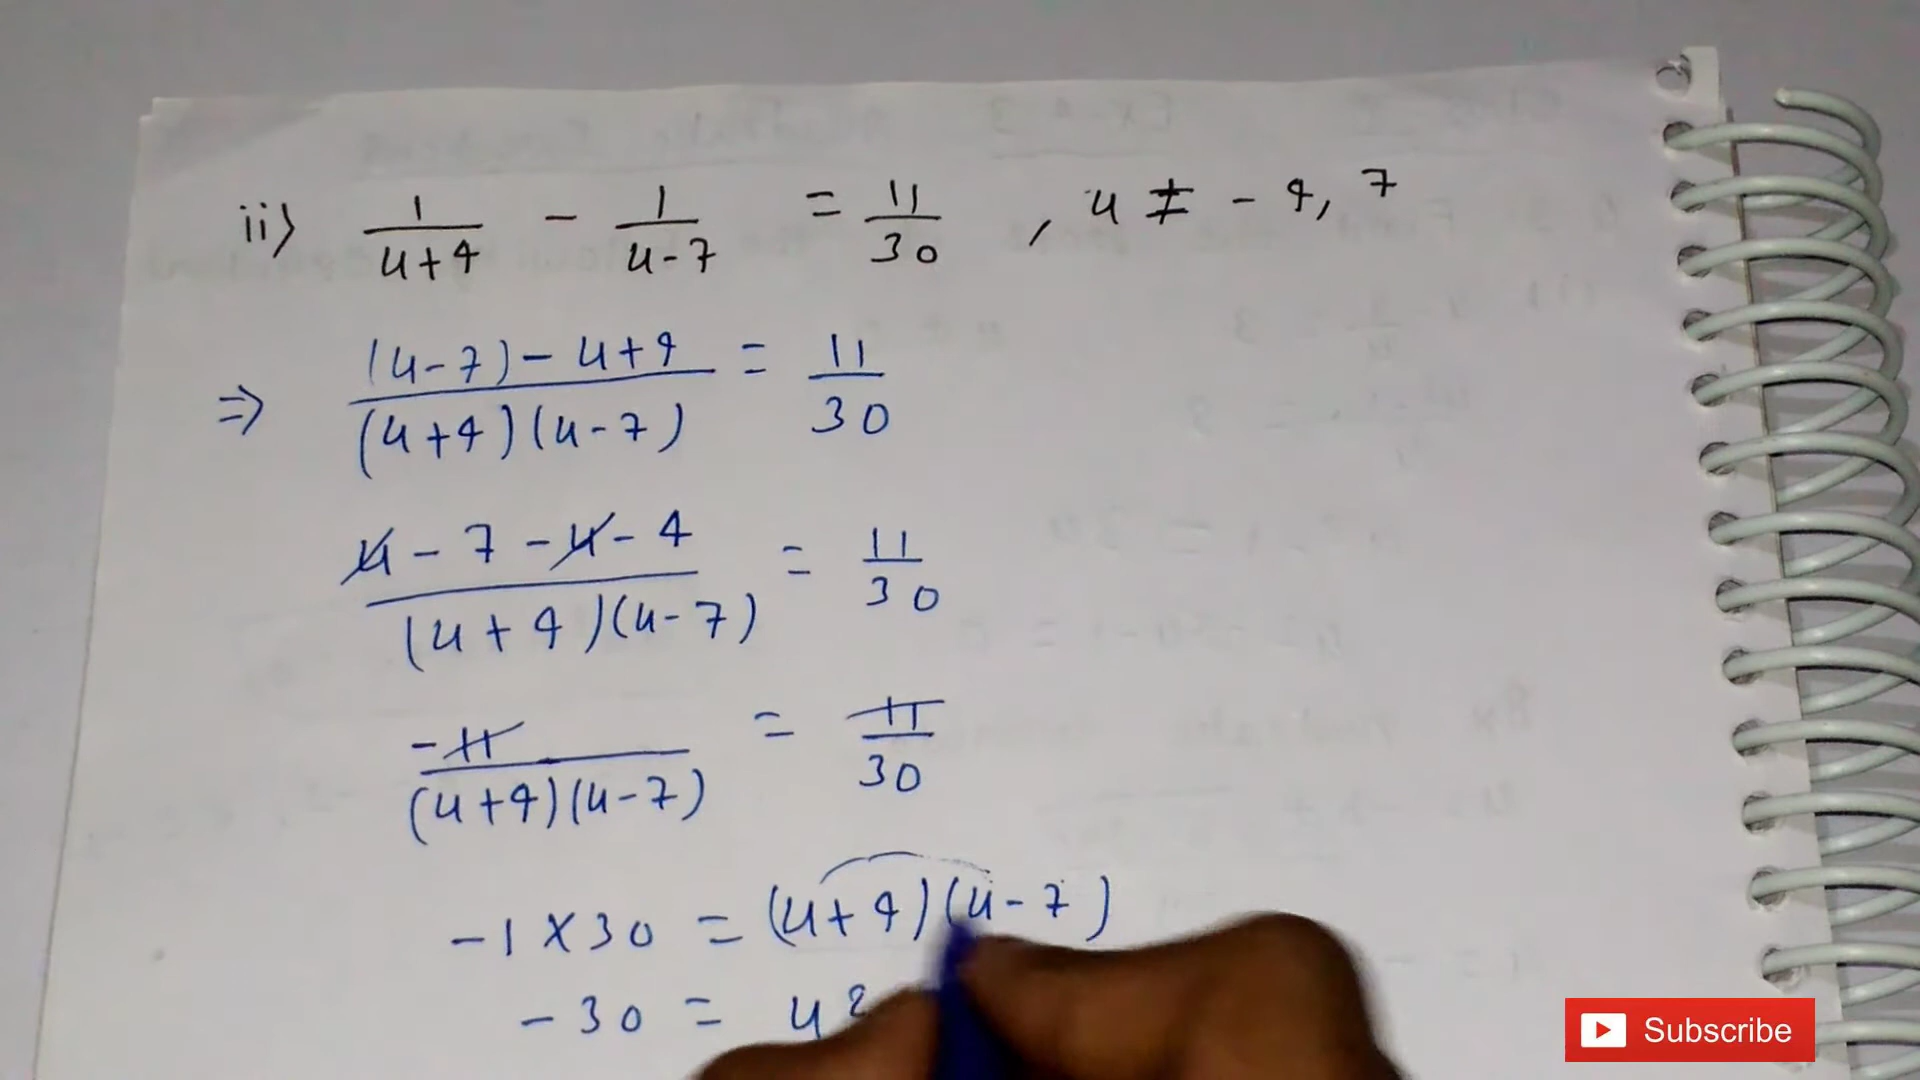 ii) 1/(u+4) - 1/(u-7) = 11/30 , u ≠ - 4, 7
⇒ ((u-7) - u+4)/((u+4)(u-7)) = 11/30
(u - 7 - u - 4)/((u+4)(u-7)) = 11/30
-11/((u+4)(u-7)) = 11/30
-1 × 30 = (u+4)(u-7)
-30 = u²
Subscribe